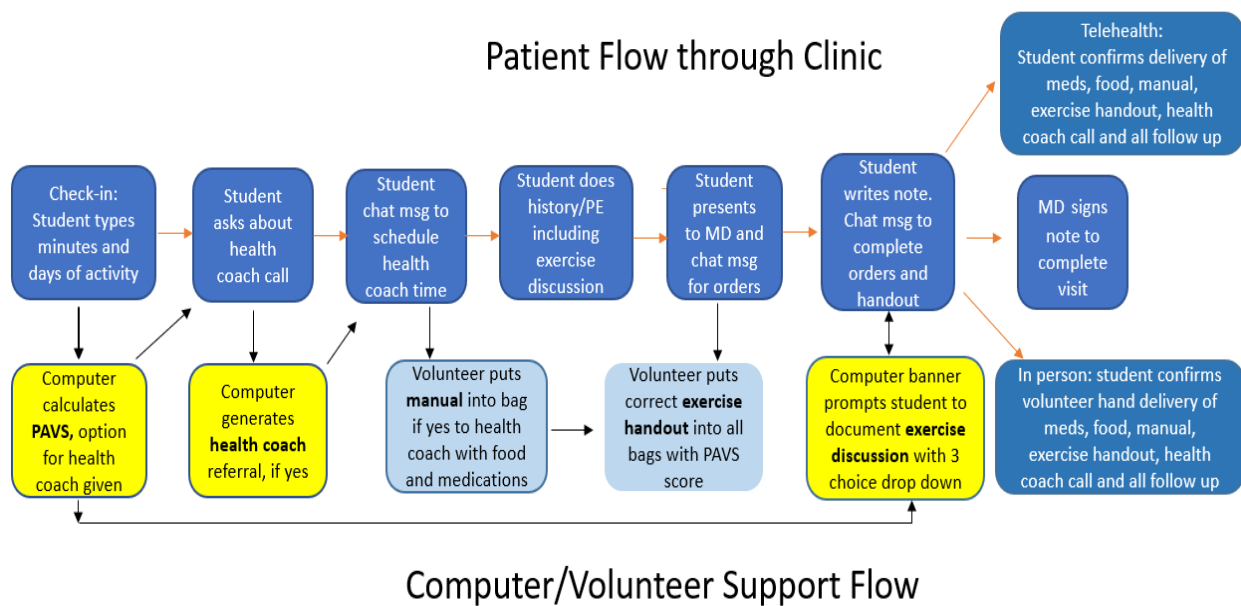 Patient Flow through Clinic
Telehealth:
Student confirms delivery of
meds, food, manual,
exercise handout, health
coach call and all follow up
Check-in:
Student types
minutes and
days of activity
Student
asks about
health
coach call
Student
chat msg to
schedule
health
coach time
Student does
history/PE
including
exercise
discussion
Student
presents
to MD and
chat msg
for orders
Student
writes note.
Chat msg to
complete
orders and
handout
MD signs
note to
complete
visit
Computer
calculates
PAVS, option
for health
coach given
Computer
generates
health coach
referral, if yes
Volunteer puts
manual into bag
if yes to health
coach with food
and medications
Volunteer puts
correct exercise
handout into all
bags with PAVS
score
Computer banner
prompts student to
document exercise
discussion with 3
choice drop down
In person: student confirms
volunteer hand delivery of
meds, food, manual,
exercise handout, health
coach call and all follow up
Computer/Volunteer Support Flow